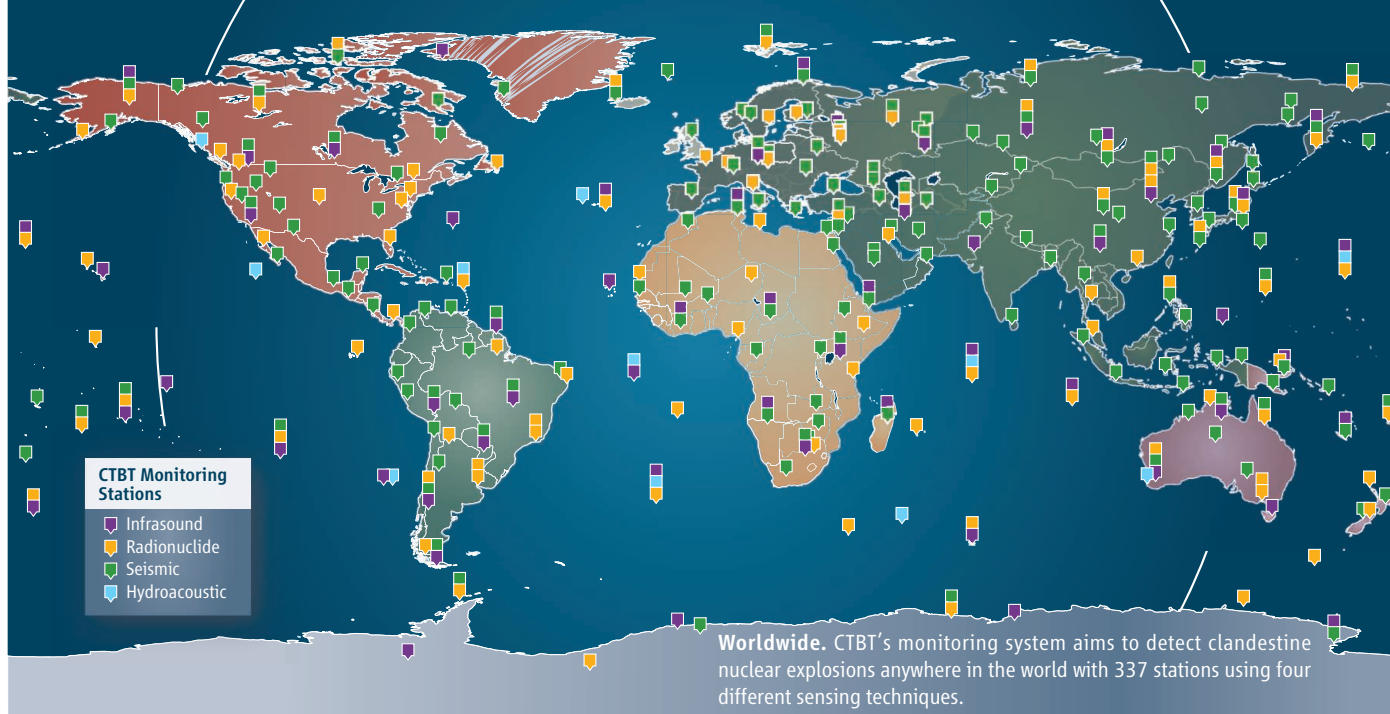 CTBT Monitoring
Stations
Infrasound
Radionuclide
Seismic
Hydroacoustic
Worldwide. CTBT’s monitoring system aims to detect clandestine
nuclear explosions anywhere in the world with 337 stations using four
different sensing techniques.